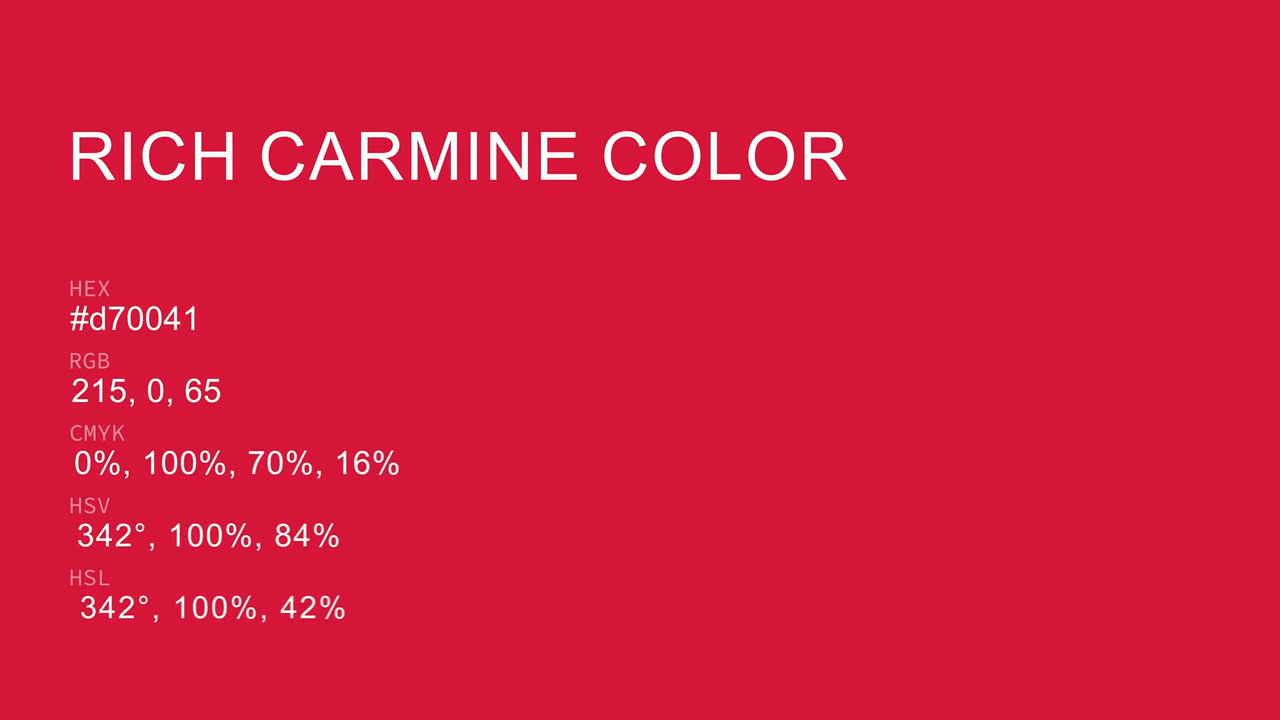 RICH CARMINE COLOR
HEX
#d70041
RGB
215, 0, 65
CMYK
0%, 100%, 70%, 16%
HSV
342°, 100%, 84%
HSL
342°, 100%, 42%